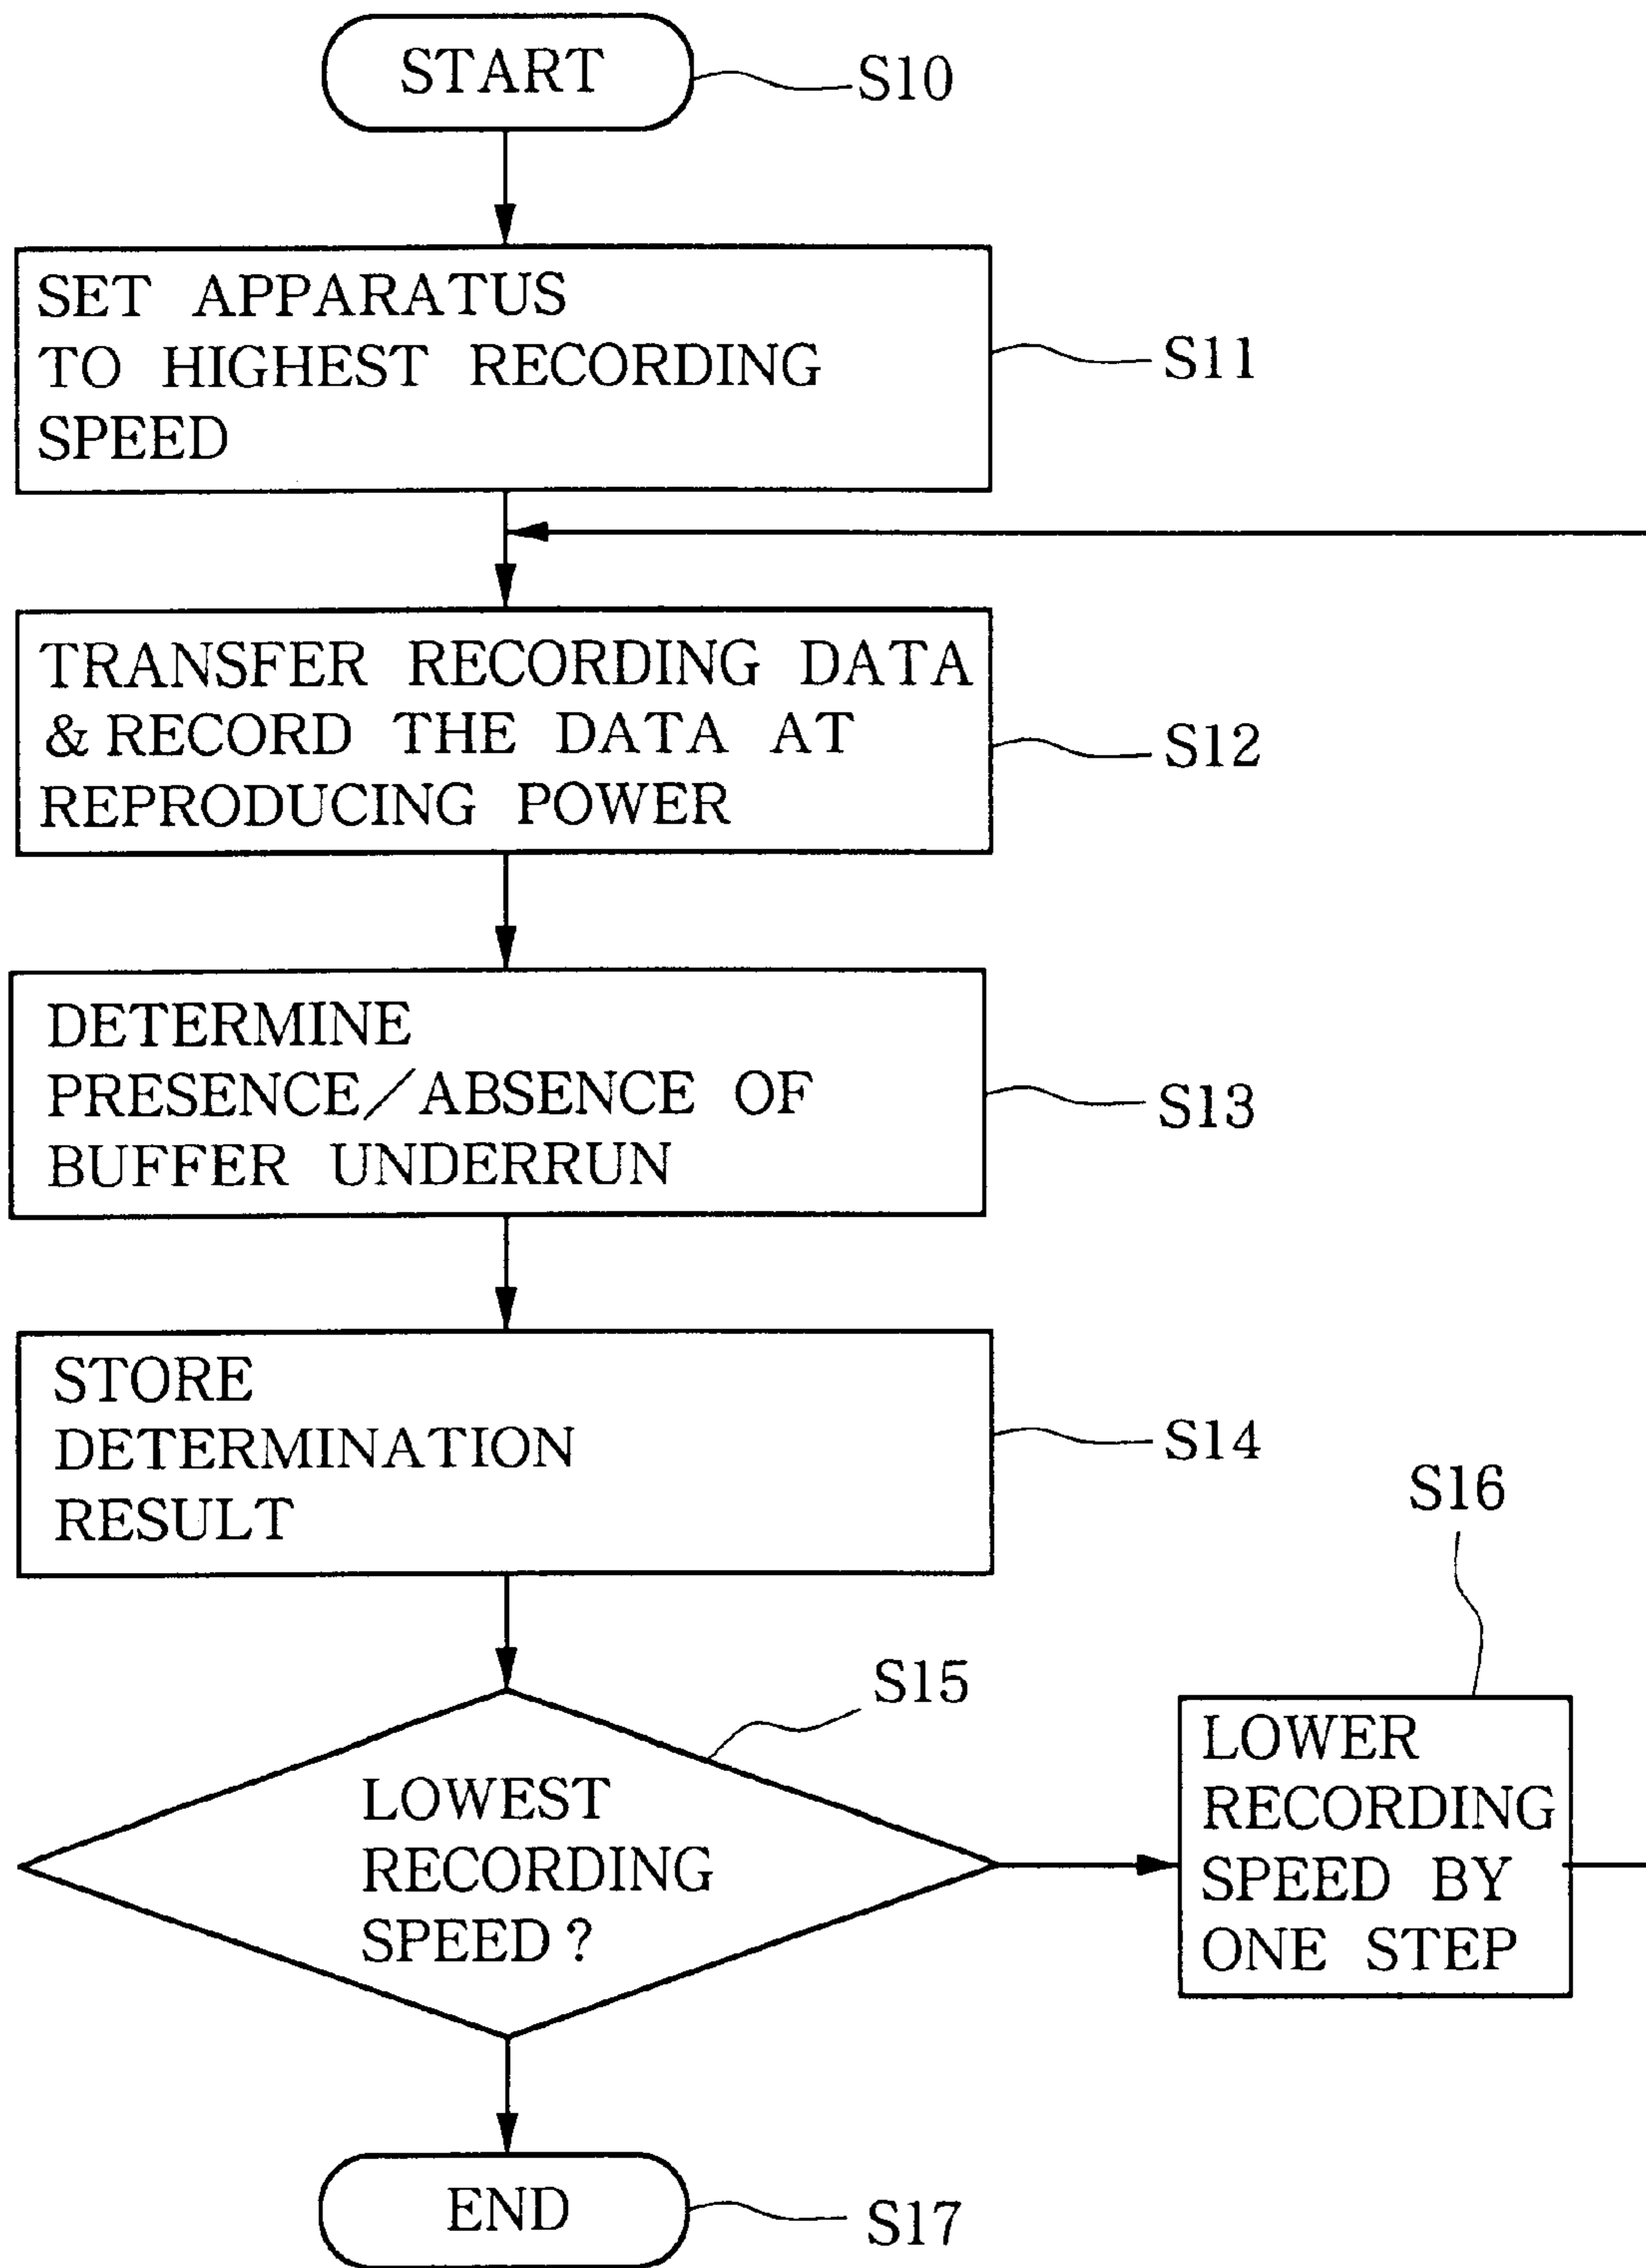 START
S10
SET APPARATUS
TO HIGHEST RECORDING
SPEED
S11
TRANSFER RECORDING DATA
& RECORD THE DATA AT
REPRODUCING POWER
S12
DETERMINE
PRESENCE/ABSENCE OF
BUFFER UNDERRUN
S13
STORE
DETERMINATION
RESULT
S14
S15
LOWEST
RECORDING
SPEED?
S16
LOWER
RECORDING
SPEED BY
ONE STEP
END
S17